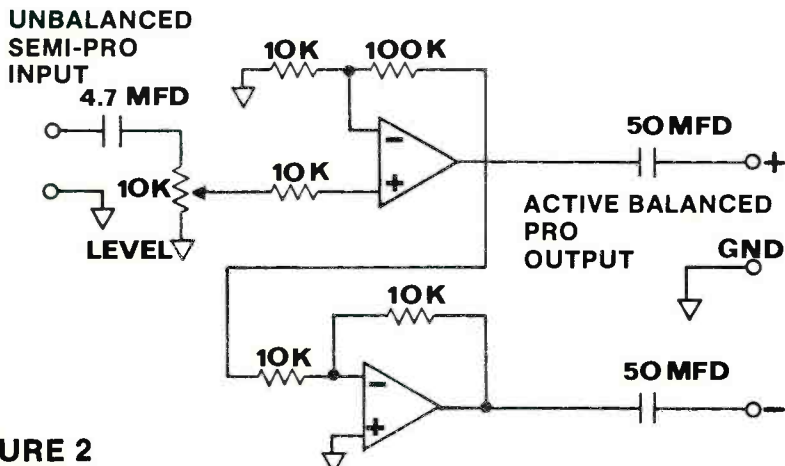 UNBALANCED
SEMI-PRO
INPUT
4.7 MFD
10K
LEVEL
10K
100K
10K
-
+
50MFD
+
ACTIVE BALANCED
PRO
OUTPUT
GND
10K
10K
-
+
50MFD
-
URE 2